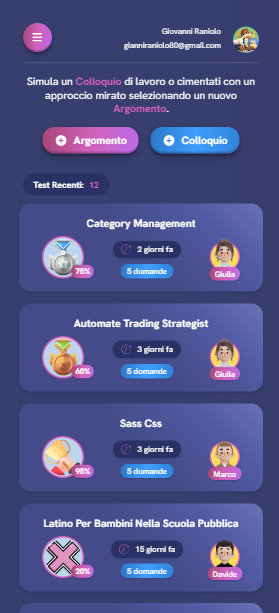 Giovanni Raniolo
gianniraniolo80@gmail.com
Simula un Colloquio di lavoro o cimentati con un
approccio mirato selezionando un nuovo
Argomento.
Argomento
Colloquio
Test Recenti: 12
Category Management
2 giorni fa
75%
5 domande
Giulia
Automate Trading Strategist
3 giorni fa
60%
5 domande
Giulia
Sass Css
3 giorni fa
95%
5 domande
Marco
Latino Per Bambini Nella Scuola Pubblica
15 giorni fa
20%
5 domande
Davide